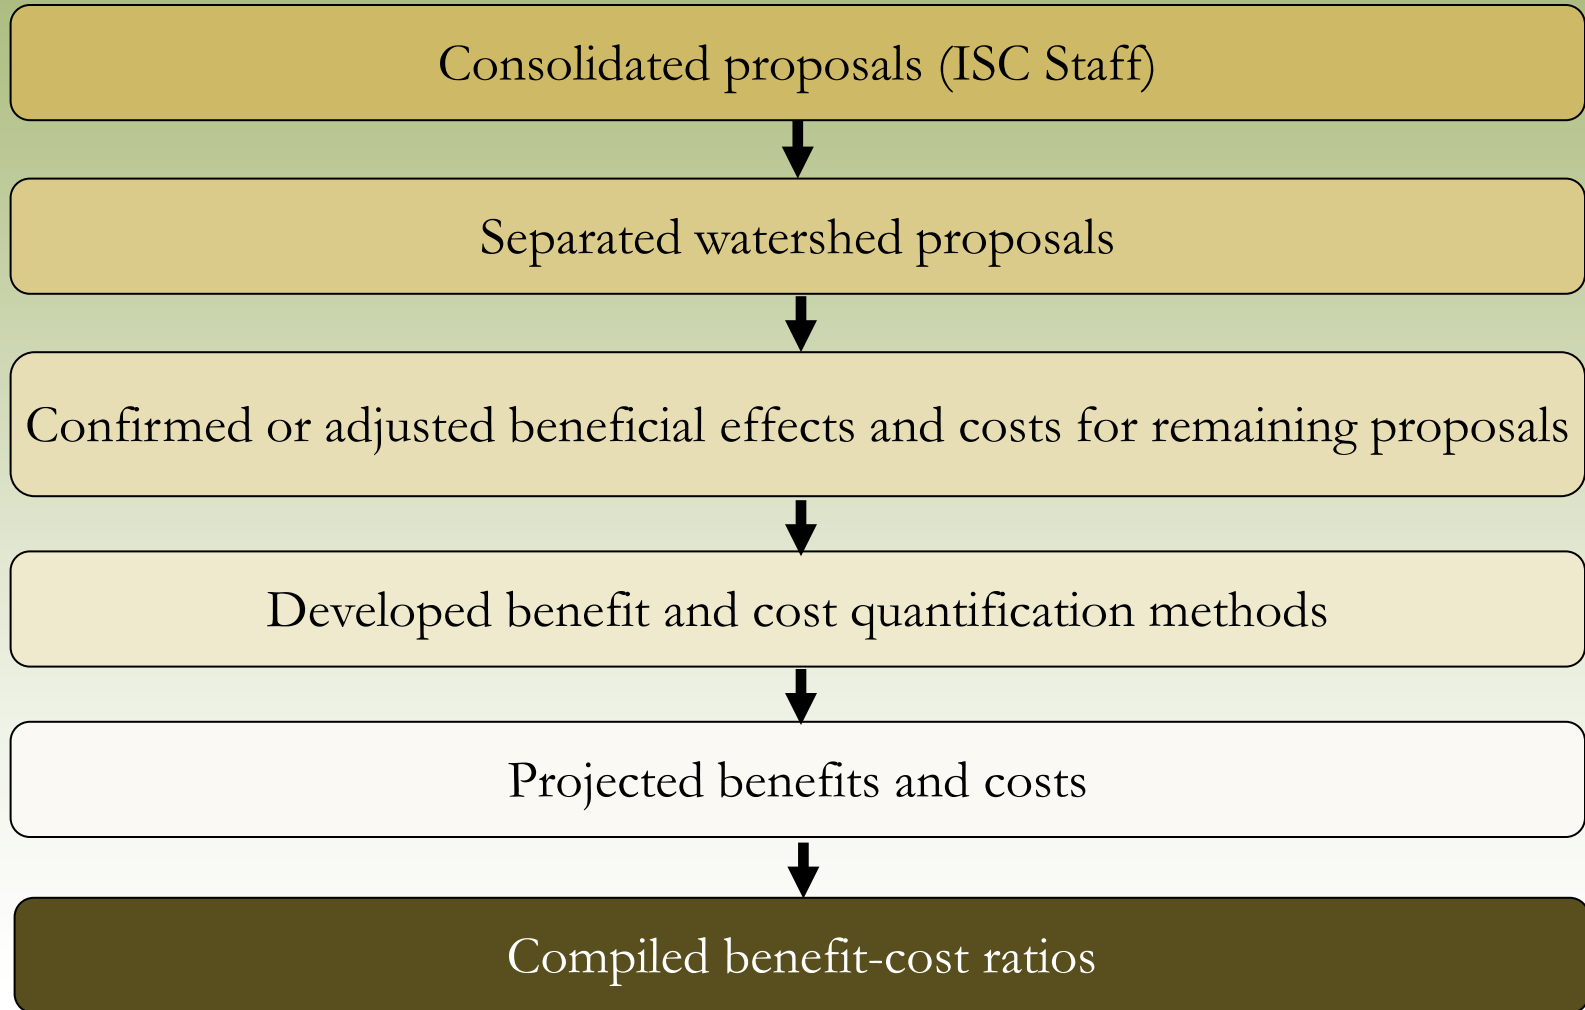 Consolidated proposals (ISC Staff)
Separated watershed proposals
Confirmed or adjusted beneficial effects and costs for remaining proposals
Developed benefit and cost quantification methods
Projected benefits and costs
Compiled benefit-cost ratios